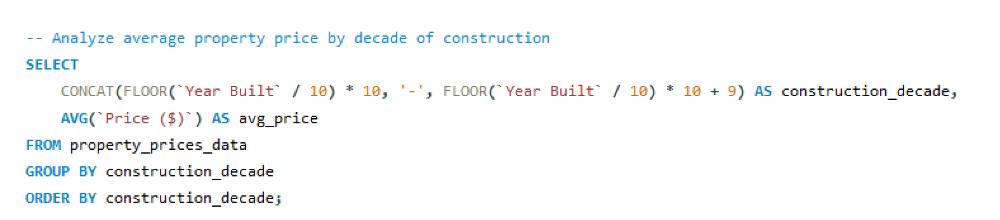 -- Analyze average property price by decade of construction
SELECT
    CONCAT(FLOOR(`Year Built` / 10) * 10, '-', FLOOR(`Year Built` / 10) * 10 + 9) AS construction_decade,
    AVG(`Price ($)`) AS avg_price
FROM property_prices_data
GROUP BY construction_decade
ORDER BY construction_decade;